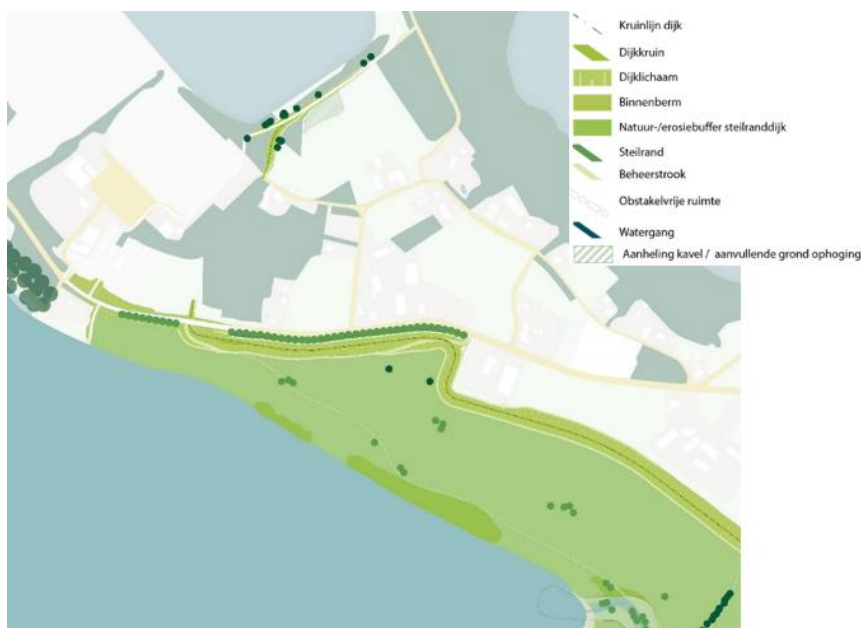 Kruinlijn dijk
Dijkkruin
Dijklichaam
Binnenberm
Natuur-/erosiebuffer steilranddijk
Steilrand
Beheerstrook
Obstakelvrije ruimte
Watergang
Aanheling kavel / aanvullende grond ophoging